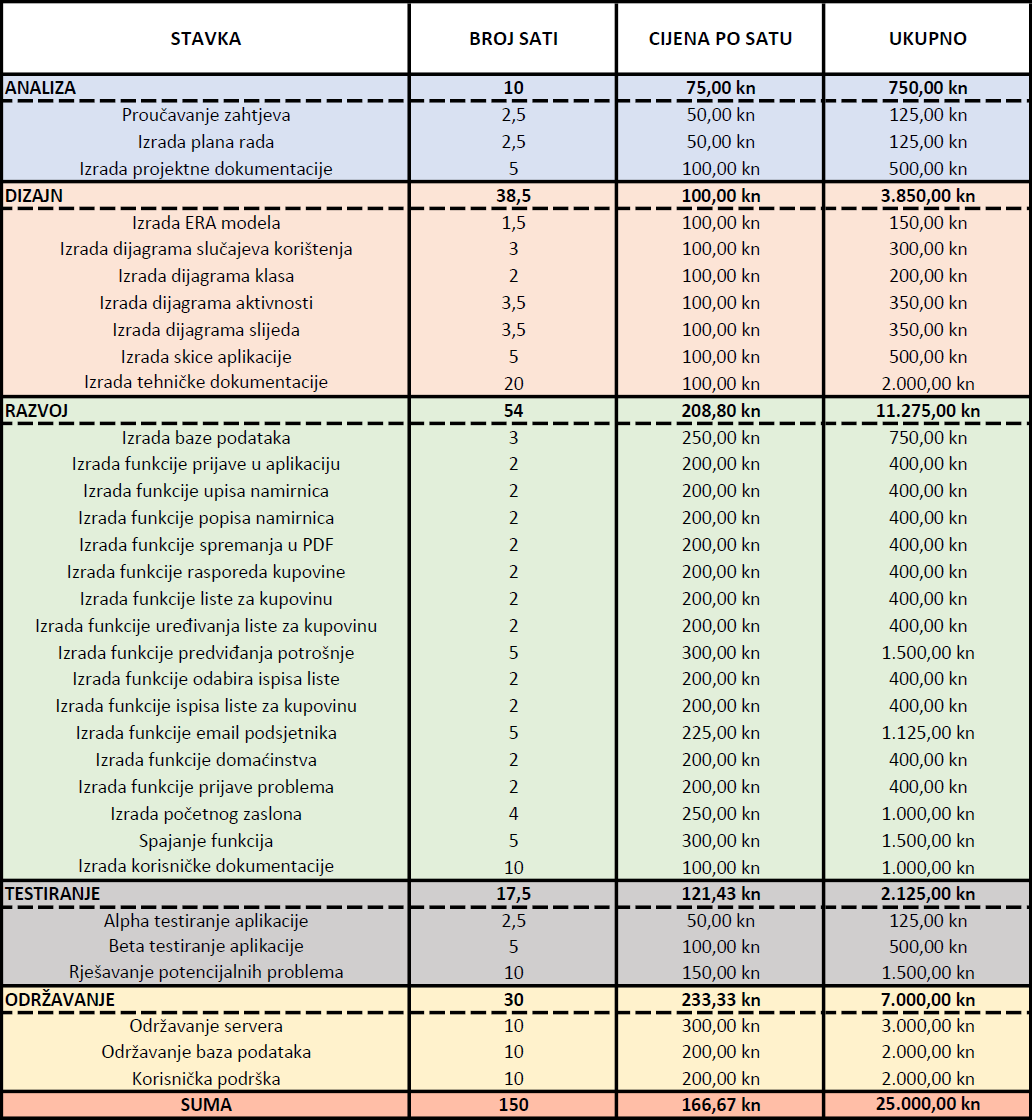 STAVKA BROJ SATI CIJENA PO SATU UKUPNO
ANALIZA 10 75,00 kn 750,00 kn
Proučavanje zahtjeva 2,5 50,00 kn 125,00 kn
Izrada plana rada 2,5 50,00 kn 125,00 kn
Izrada projektne dokumentacije 5 100,00 kn 500,00 kn
DIZAJN 38,5 100,00 kn 3.850,00 kn
Izrada ERA modela 1,5 100,00 kn 150,00 kn
Izrada dijagrama slučajeva korištenja 3 100,00 kn 300,00 kn
Izrada dijagrama klasa 2 100,00 kn 200,00 kn
Izrada dijagrama aktivnosti 3,5 100,00 kn 350,00 kn
Izrada dijagrama slijeda 3,5 100,00 kn 350,00 kn
Izrada skice aplikacije 5 100,00 kn 500,00 kn
Izrada tehničke dokumentacije 20 100,00 kn 2.000,00 kn
RAZVOJ 54 208,80 kn 11.275,00 kn
Izrada baze podataka 3 250,00 kn 750,00 kn
Izrada funkcije prijave u aplikaciju 2 200,00 kn 400,00 kn
Izrada funkcije upisa namirnica 2 200,00 kn 400,00 kn
Izrada funkcije popisa namirnica 2 200,00 kn 400,00 kn
Izrada funkcije spremanja u PDF 2 200,00 kn 400,00 kn
Izrada funkcije rasporeda kupovine 2 200,00 kn 400,00 kn
Izrada funkcije liste za kupovinu 2 200,00 kn 400,00 kn
Izrada funkcije uređivanja liste za kupovinu 2 200,00 kn 400,00 kn
Izrada funkcije predviđanja potrošnje 5 300,00 kn 1.500,00 kn
Izrada funkcije odabira ispisa liste 2 200,00 kn 400,00 kn
Izrada funkcije ispisa liste za kupovinu 2 200,00 kn 400,00 kn
Izrada funkcije email podsjetnika 5 225,00 kn 1.125,00 kn
Izrada funkcije domaćinstva 2 200,00 kn 400,00 kn
Izrada funkcije prijave problema 2 200,00 kn 400,00 kn
Izrada početnog zaslona 4 250,00 kn 1.000,00 kn
Spajanje funkcija 5 300,00 kn 1.500,00 kn
Izrada korisničke dokumentacije 10 100,00 kn 1.000,00 kn
TESTIRANJE 17,5 121,43 kn 2.125,00 kn
Alpha testiranje aplikacije 2,5 50,00 kn 125,00 kn
Beta testiranje aplikacije 5 100,00 kn 500,00 kn
Rješavanje potencijalnih problema 10 150,00 kn 1.500,00 kn
ODRŽAVANJE 30 233,33 kn 7.000,00 kn
Održavanje servera 10 300,00 kn 3.000,00 kn
Održavanje baza podataka 10 200,00 kn 2.000,00 kn
Korisnička podrška 10 200,00 kn 2.000,00 kn
SUMA 150 166,67 kn 25.000,00 kn